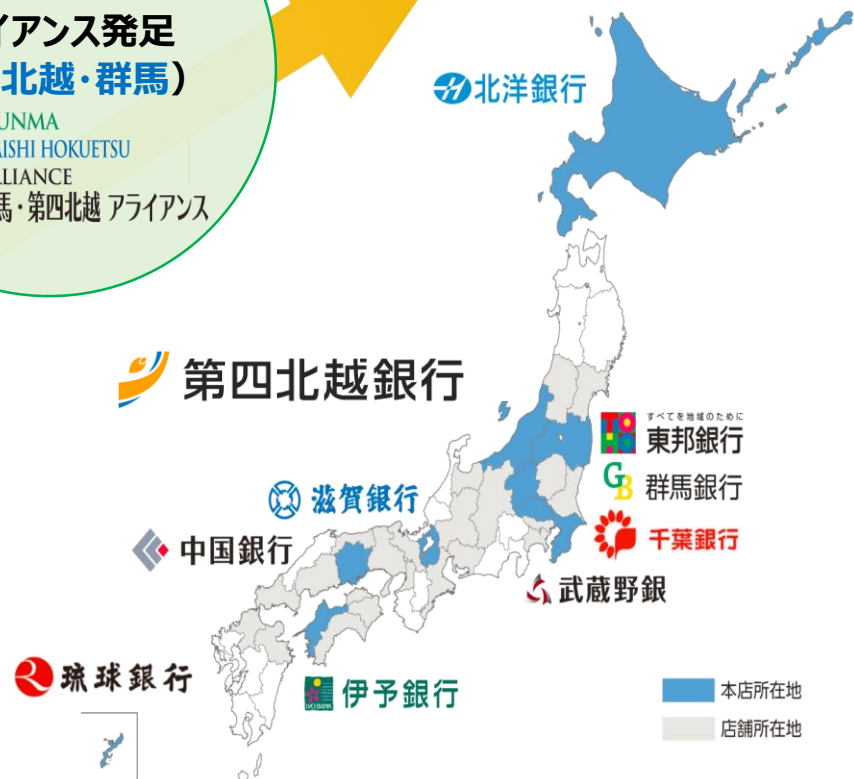 イアンス発足
北越・群馬）
UNMA
AISHI HOKUETSU
LLIANCE
馬・第四北越 アライアンス
北洋銀行
第四北越銀行
すべてを地域のために
TOHO
東邦銀行
GB
群馬銀行
滋賀銀行
千葉銀行
中国銀行
武蔵野銀
琉球銀行
IYO BANK
伊予銀行
本店所在地
店舗所在地